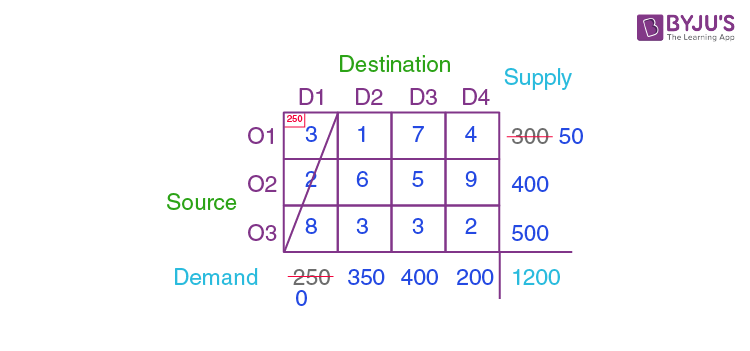 BYJU'S
The Learning App
Destination
Supply
D1 D2 D3 D4
250
O1 3 1 7 4 300 50
O2 2 6 5 9 400
Source
O3 8 3 3 2 500
Demand 250 350 400 200 1200
0